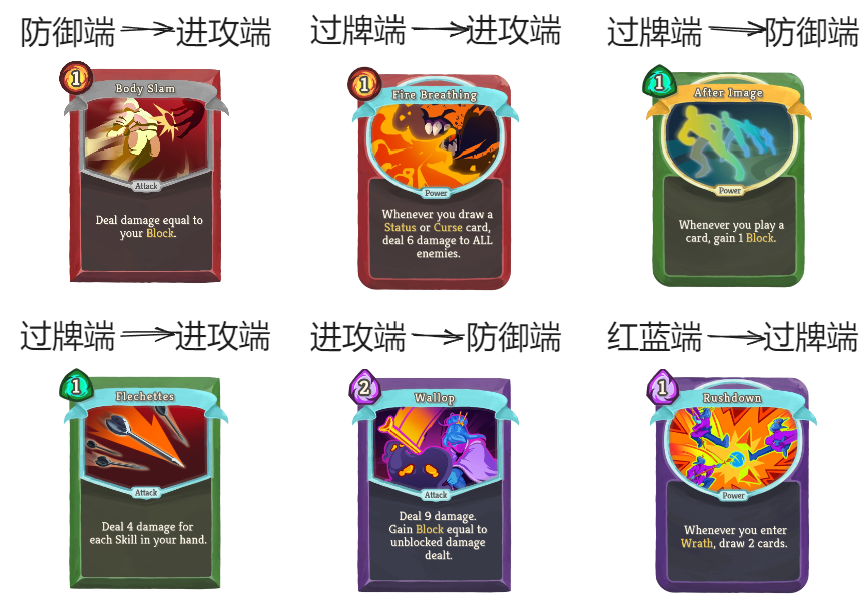 防御端→进攻端
过牌端→进攻端
过牌端→防御端
1
Body Slam
Attack
Deal damage equal to
your Block.
1
Fire Breathing
Power
Whenever you draw a
Status or Curse card,
deal 6 damage to ALL
enemies.
1
After Image
Power
Whenever you play a
card, gain 1 Block.
过牌端→进攻端
进攻端→防御端
红蓝端→过牌端
1
Flechettes
Attack
Deal 4 damage for
each Skill in your hand.
2
Wallop
Attack
Deal 9 damage.
Gain Block equal to
unblocked damage
dealt.
1
Rushdown
Power
Whenever you enter
Wrath, draw 2 cards.